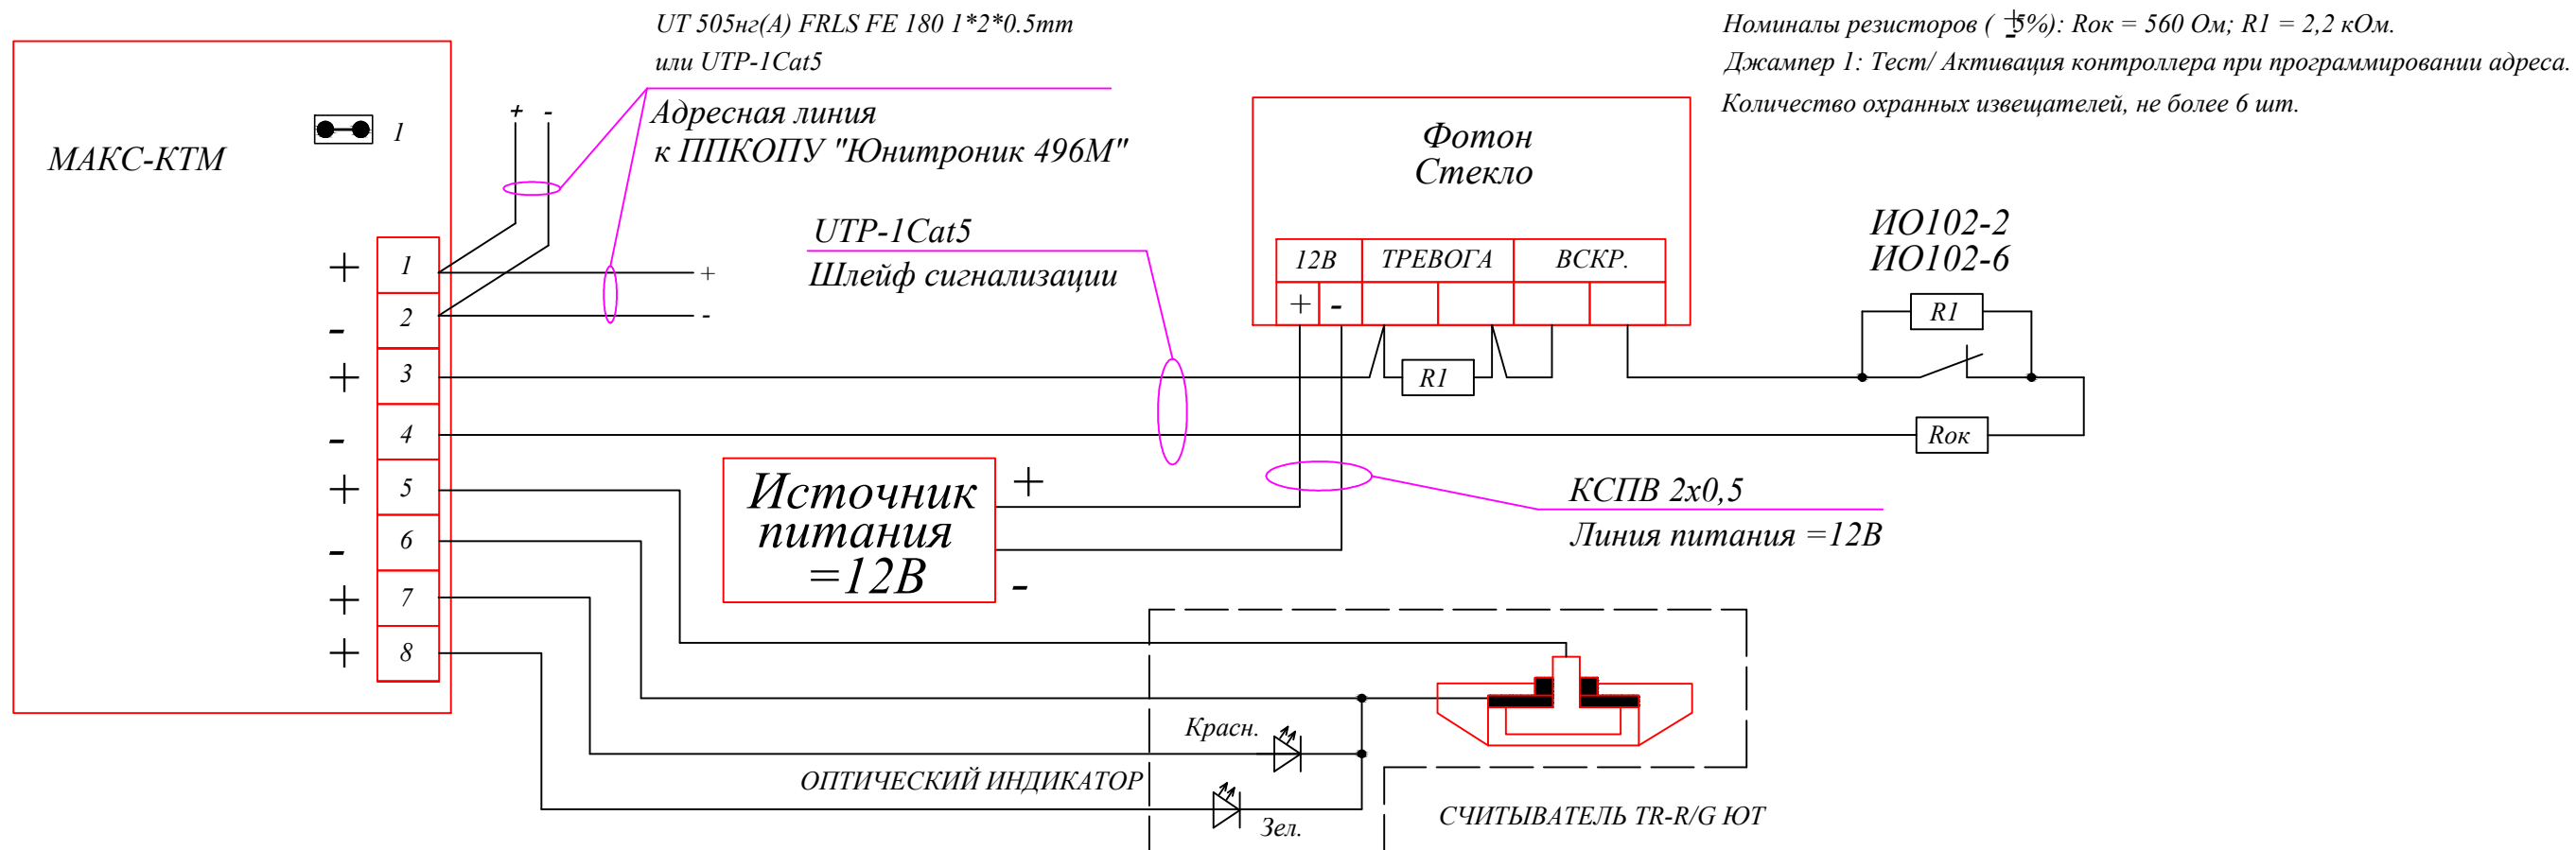 UT 505нг(А) FRLS FE 180 1*2*0.5mm
или UTP-1Cat5
Адресная линия
к ППКОПУ "Юнитроник 496М"
Номиналы резисторов ( ±5%): Rок = 560 Ом; R1 = 2,2 кОм.
Джампер 1: Тест/ Активация контроллера при программировании адреса.
Количество охранных извещателей, не более 6 шт.
МАКС-КТМ
1
+ -
+ 1
- 2
+ 3
- 4
+ 5
- 6
+ 7
+ 8
+
-
UTP-1Cat5
Шлейф сигнализации
Фотон
Стекло
12В ТРЕВОГА ВСКР.
+ -
R1
ИО102-2
ИО102-6
R1
Rок
Источник
питания
=12В
+
-
КСПВ 2х0,5
Линия питания =12В
Красн.
ОПТИЧЕСКИЙ ИНДИКАТОР
Зел.
СЧИТЫВАТЕЛЬ TR-R/G ЮТ